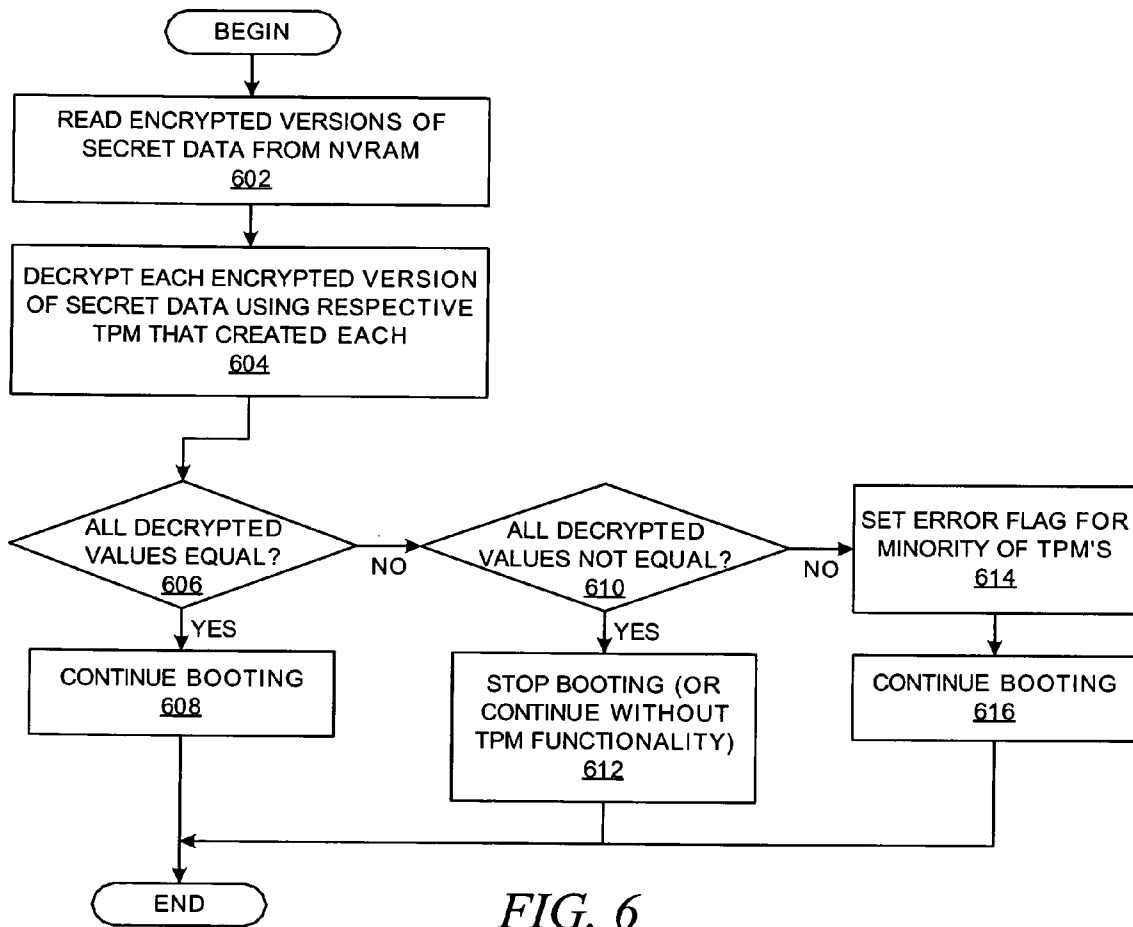 BEGIN
READ ENCRYPTED VERSIONS OF
SECRET DATA FROM NVRAM
602
DECRYPT EACH ENCRYPTED VERSION
OF SECRET DATA USING RESPECTIVE
TPM THAT CREATED EACH
604
ALL DECRYPTED
VALUES EQUAL?
606
NO
YES
ALL DECRYPTED
VALUES NOT EQUAL?
610
NO
YES
SET ERROR FLAG FOR
MINORITY OF TPM'S
614
CONTINUE BOOTING
608
STOP BOOTING (OR
CONTINUE WITHOUT
TPM FUNCTIONALITY)
612
CONTINUE BOOTING
616
END
FIG. 6